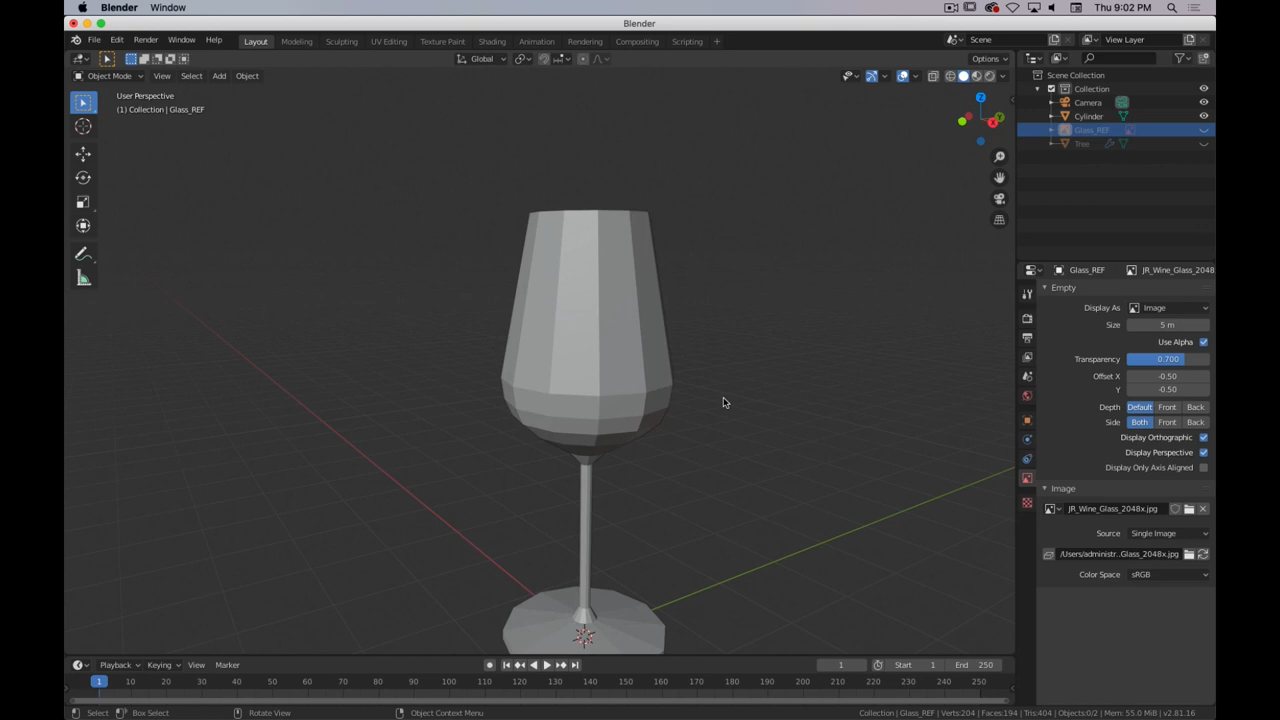 Blender Window Thu 9:02 PM
Blender
File Edit Render Window Help Layout Modeling Sculpting UV Editing Texture Paint Shading Animation Rendering Compositing Scripting + Scene View Layer
Global Options
Object Mode View Select Add Object
User Perspective
(1) Collection | Glass_REF
Z
Y
X
Scene Collection
Collection
Camera
Cylinder
Glass_REF
Tree
Glass_REF JR_Wine_Glass_2048
Empty
Display As Image
Size 5 m
Use Alpha
Transparency 0.700
Offset X -0.50
Y -0.50
Depth Default Front Back
Side Both Front Back
Display Orthographic
Display Perspective
Display Only Axis Aligned
Image
JR_Wine_Glass_2048x.jpg
Source Single Image
/Users/administr..Glass_2048x.jpg
Color Space sRGB
Playback Keying View Marker 1 Start 1 End 250
1 10 20 30 40 50 60 70 80 90 100 110 120 130 140 150 160 170 180 190 200 210 220 230 240 250
Select Box Select Rotate View Object Context Menu Collection | Glass_REF | Verts:204 | Faces:194 | Tris:404 | Objects:0/2 | Mem: 55.0 MiB | v2.81.16